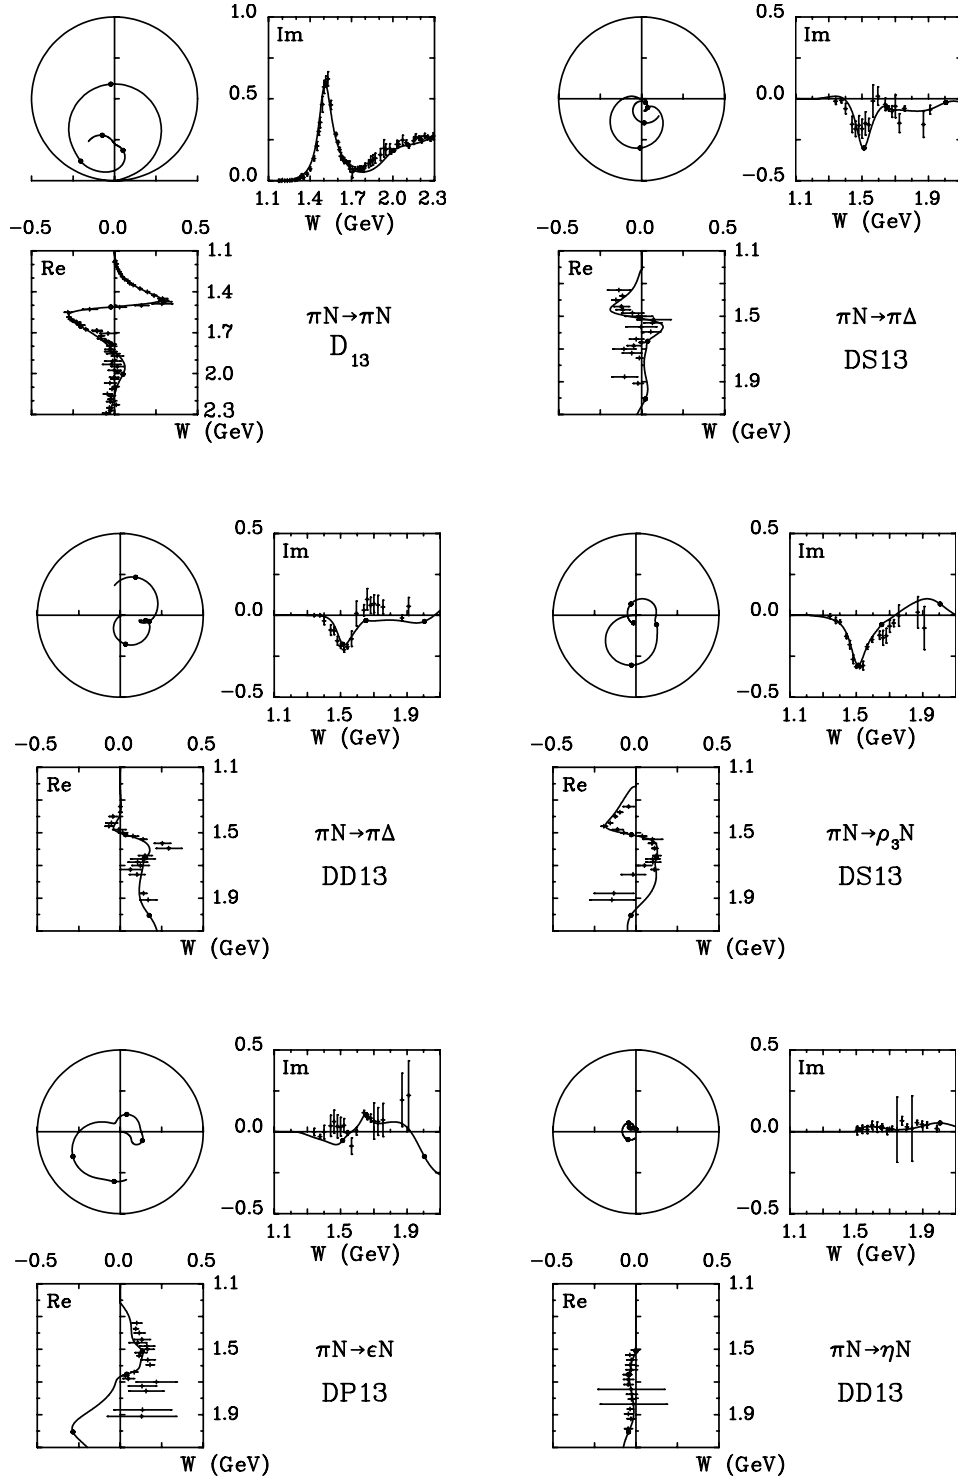 1.0 Im 0.5 0.0
1.1 1.4 1.7 2.0 2.3
W (GeV)
−0.5 0.0 0.5
Re 1.1 1.4 1.7 2.0 2.3
W (GeV)
πN→πN
D13
0.5 Im 0.0 −0.5
1.1 1.5 1.9
W (GeV)
−0.5 0.0 0.5
Re 1.1 1.5 1.9
W (GeV)
πN→πΔ
DS13
0.5 Im 0.0 −0.5
1.1 1.5 1.9
W (GeV)
−0.5 0.0 0.5
Re 1.1 1.5 1.9
W (GeV)
πN→πΔ
DD13
0.5 Im 0.0 −0.5
1.1 1.5 1.9
W (GeV)
−0.5 0.0 0.5
Re 1.1 1.5 1.9
W (GeV)
πN→ρ3N
DS13
0.5 Im 0.0 −0.5
1.1 1.5 1.9
W (GeV)
−0.5 0.0 0.5
Re 1.1 1.5 1.9
W (GeV)
πN→ϵN
DP13
0.5 Im 0.0 −0.5
1.1 1.5 1.9
W (GeV)
−0.5 0.0 0.5
Re 1.1 1.5 1.9
W (GeV)
πN→ηN
DD13